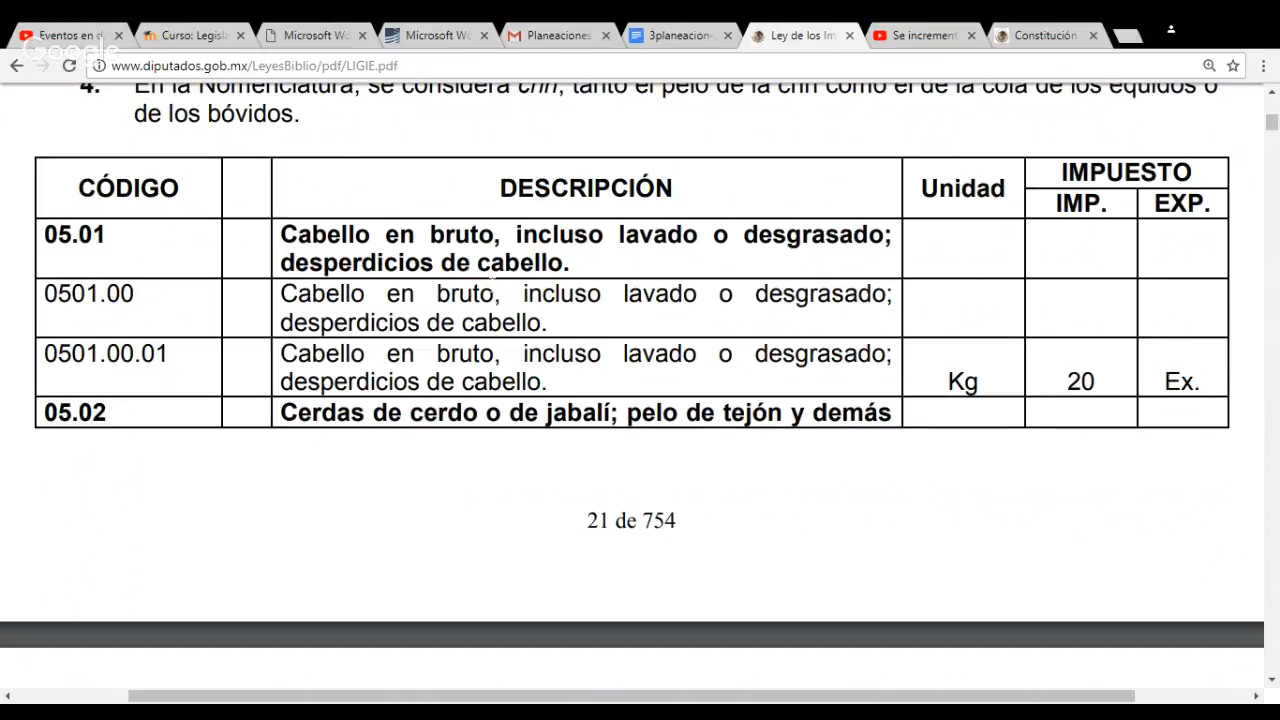 Eventos en d
Curso: Legisla
Microsoft Wo
Microsoft Wo
Planeaciones
3planeacion-
Ley de los Im
Se increment
Constitución
Google
www.diputados.gob.mx/LeyesBiblio/pdf/LIGIE.pdf
4. En la Nomenclatura, se considera crin, tanto el pelo de la crin como el de la cola de los équidos o
de los bóvidos.
CÓDIGO DESCRIPCIÓN Unidad IMPUESTO
IMP. EXP.
05.01 Cabello en bruto, incluso lavado o desgrasado;
desperdicios de cabello.
0501.00 Cabello en bruto, incluso lavado o desgrasado;
desperdicios de cabello.
0501.00.01 Cabello en bruto, incluso lavado o desgrasado;
desperdicios de cabello. Kg 20 Ex.
05.02 Cerdas de cerdo o de jabalí; pelo de tejón y demás
21 de 754